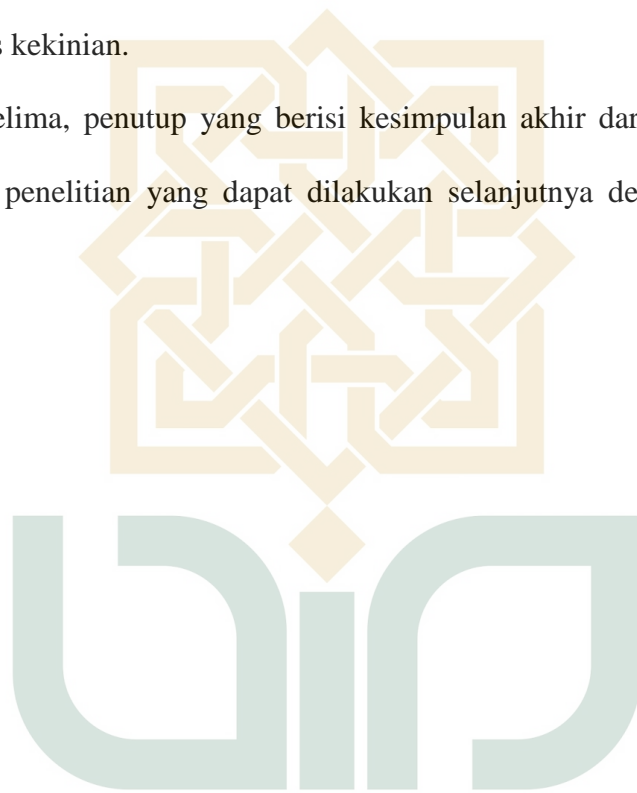 s kekinian.
elima, penutup yang berisi kesimpulan akhir dar
penelitian yang dapat dilakukan selanjutnya de